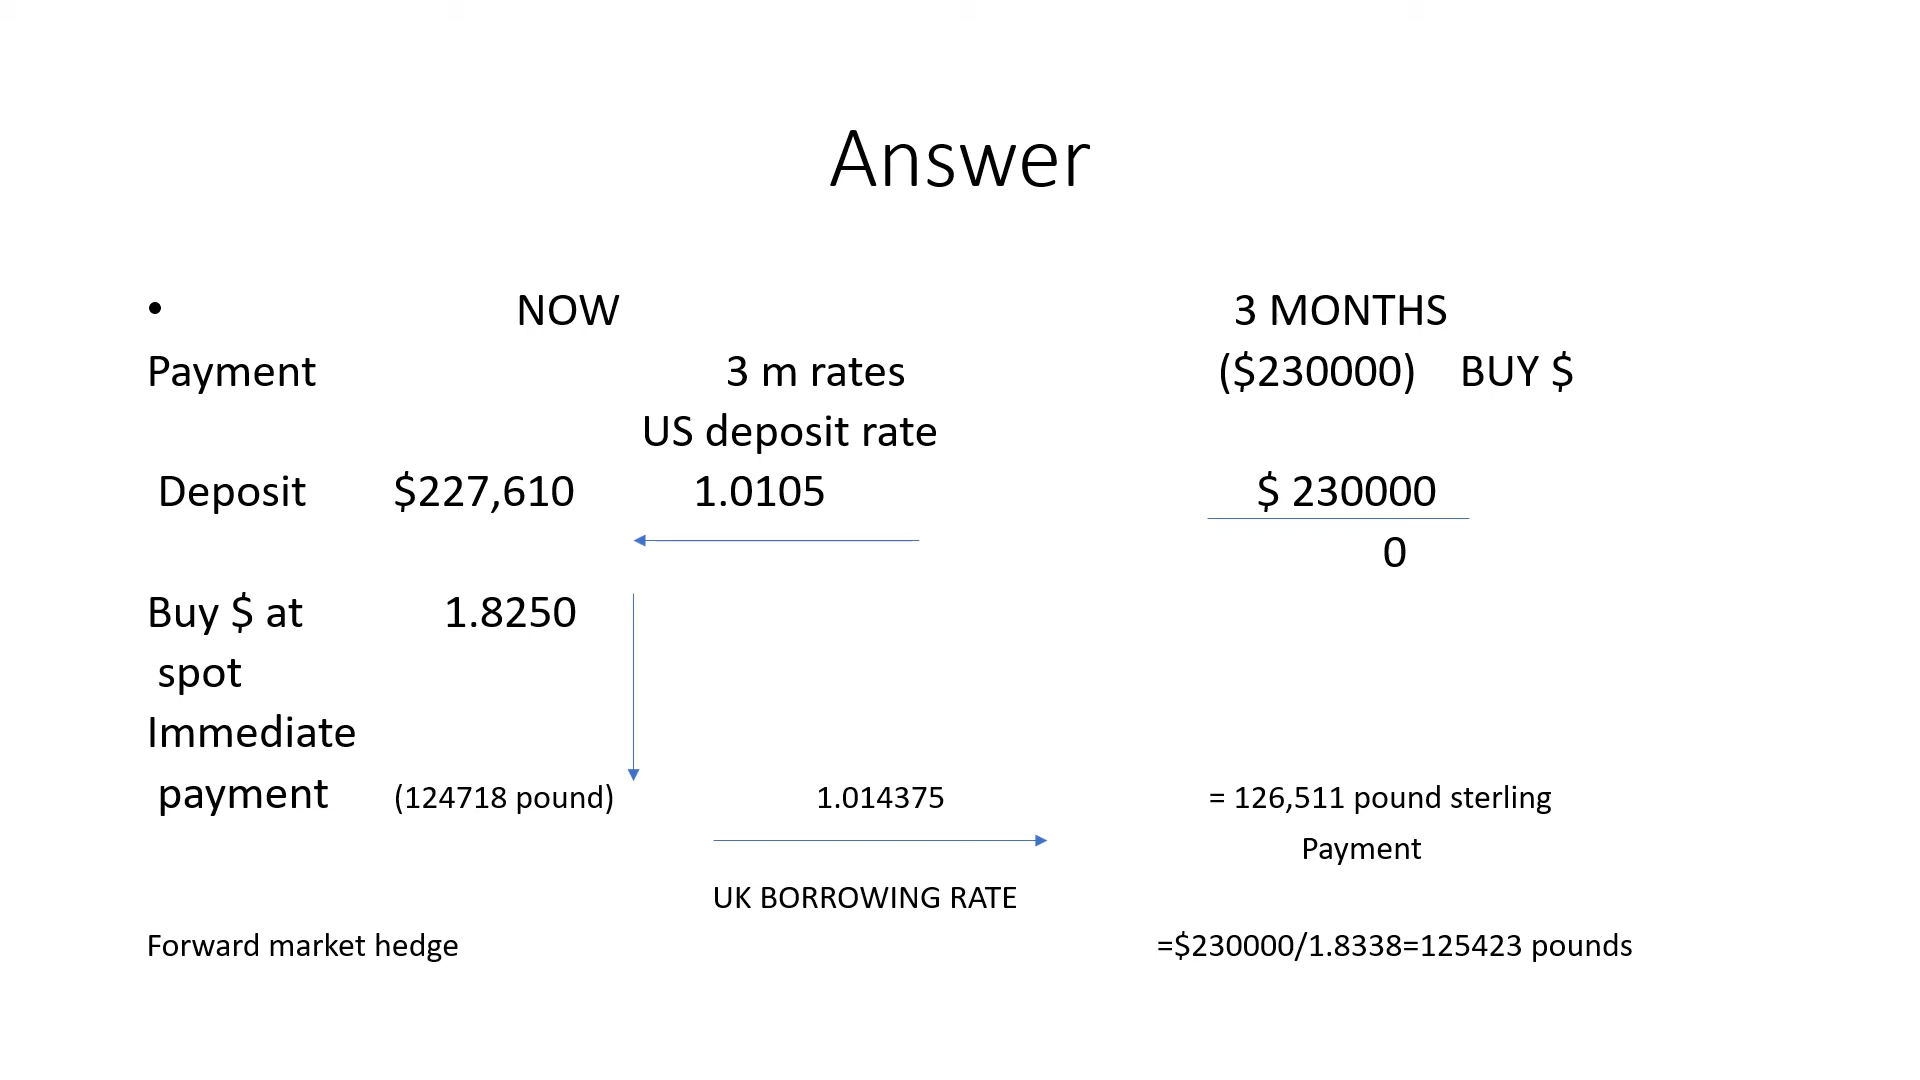 Answer
• NOW 3 MONTHS
Payment 3 m rates ($230000) BUY $
US deposit rate
Deposit $227,610 1.0105 $ 230000
0
Buy $ at 1.8250
spot
Immediate
payment (124718 pound) 1.014375 = 126,511 pound sterling
Payment
UK BORROWING RATE
Forward market hedge =$230000/1.8338=125423 pounds